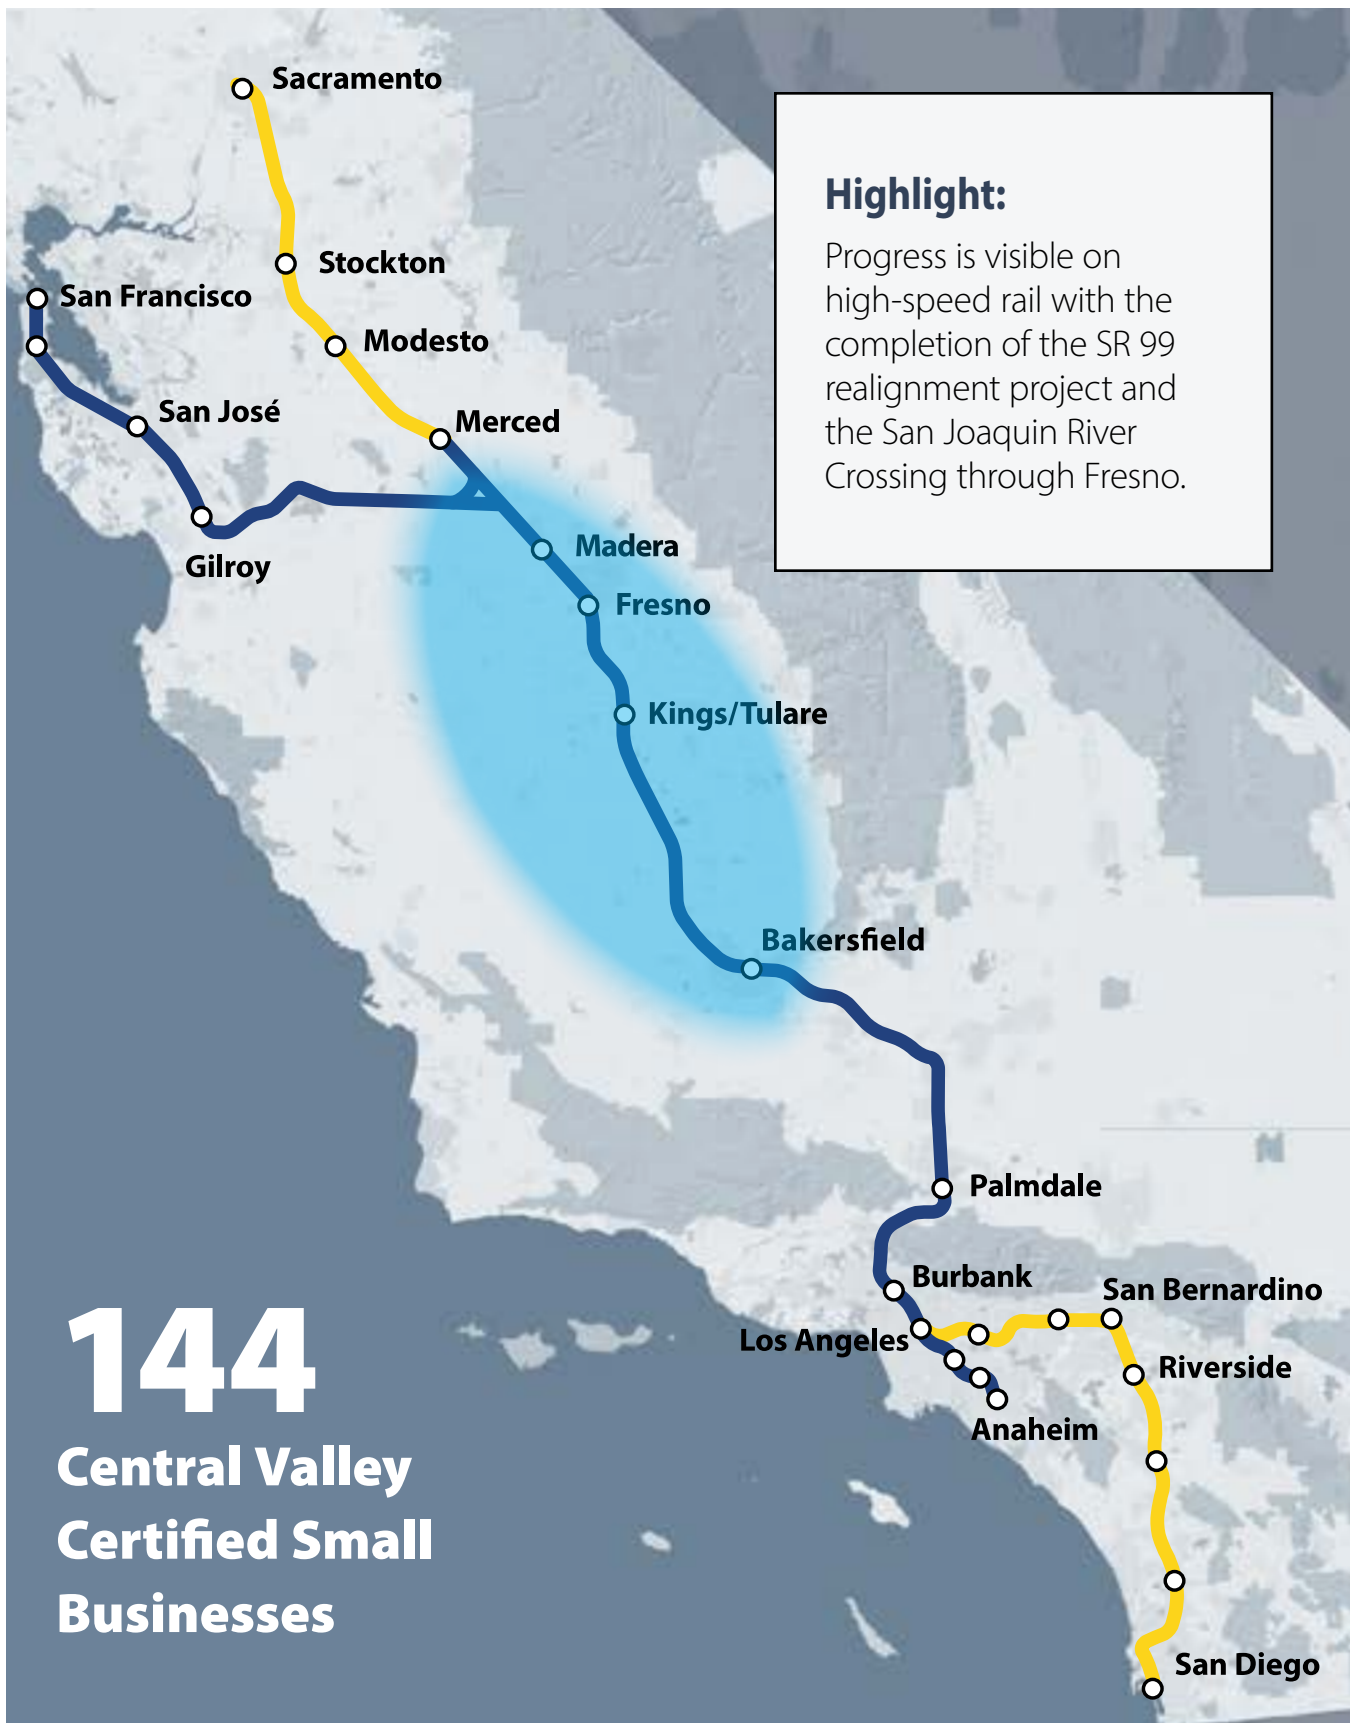 Sacramento
Highlight:
Progress is visible on
high-speed rail with the
completion of the SR 99
realignment project and
the San Joaquin River
Crossing through Fresno.
Stockton
San Francisco
Modesto
San José
Merced
Madera
Gilroy
Fresno
Kings/Tulare
Bakersfield
Palmdale
Burbank
San Bernardino
Los Angeles
Riverside
Anaheim
144
Central Valley
Certified Small
Businesses
San Diego